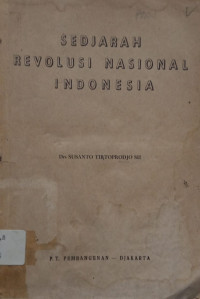 SEDJARAH
REVOLUSI NASIONAL
INDONESIA
Drs SUSANTO TIRTOPRODJO SH
P.T. PEMBANGUNAN — DJAKARTA